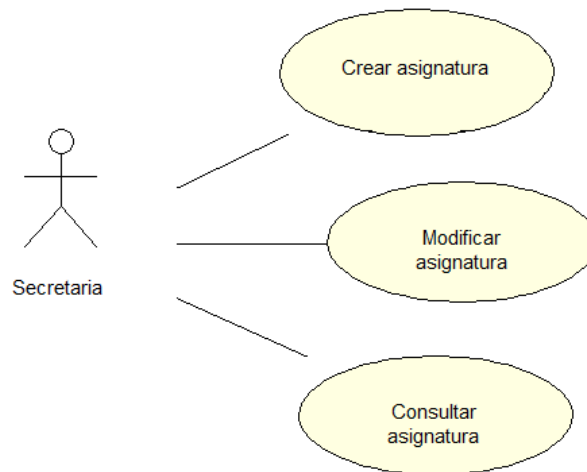 Crear asignatura
Modificar
asignatura
Secretaria
Consultar
asignatura